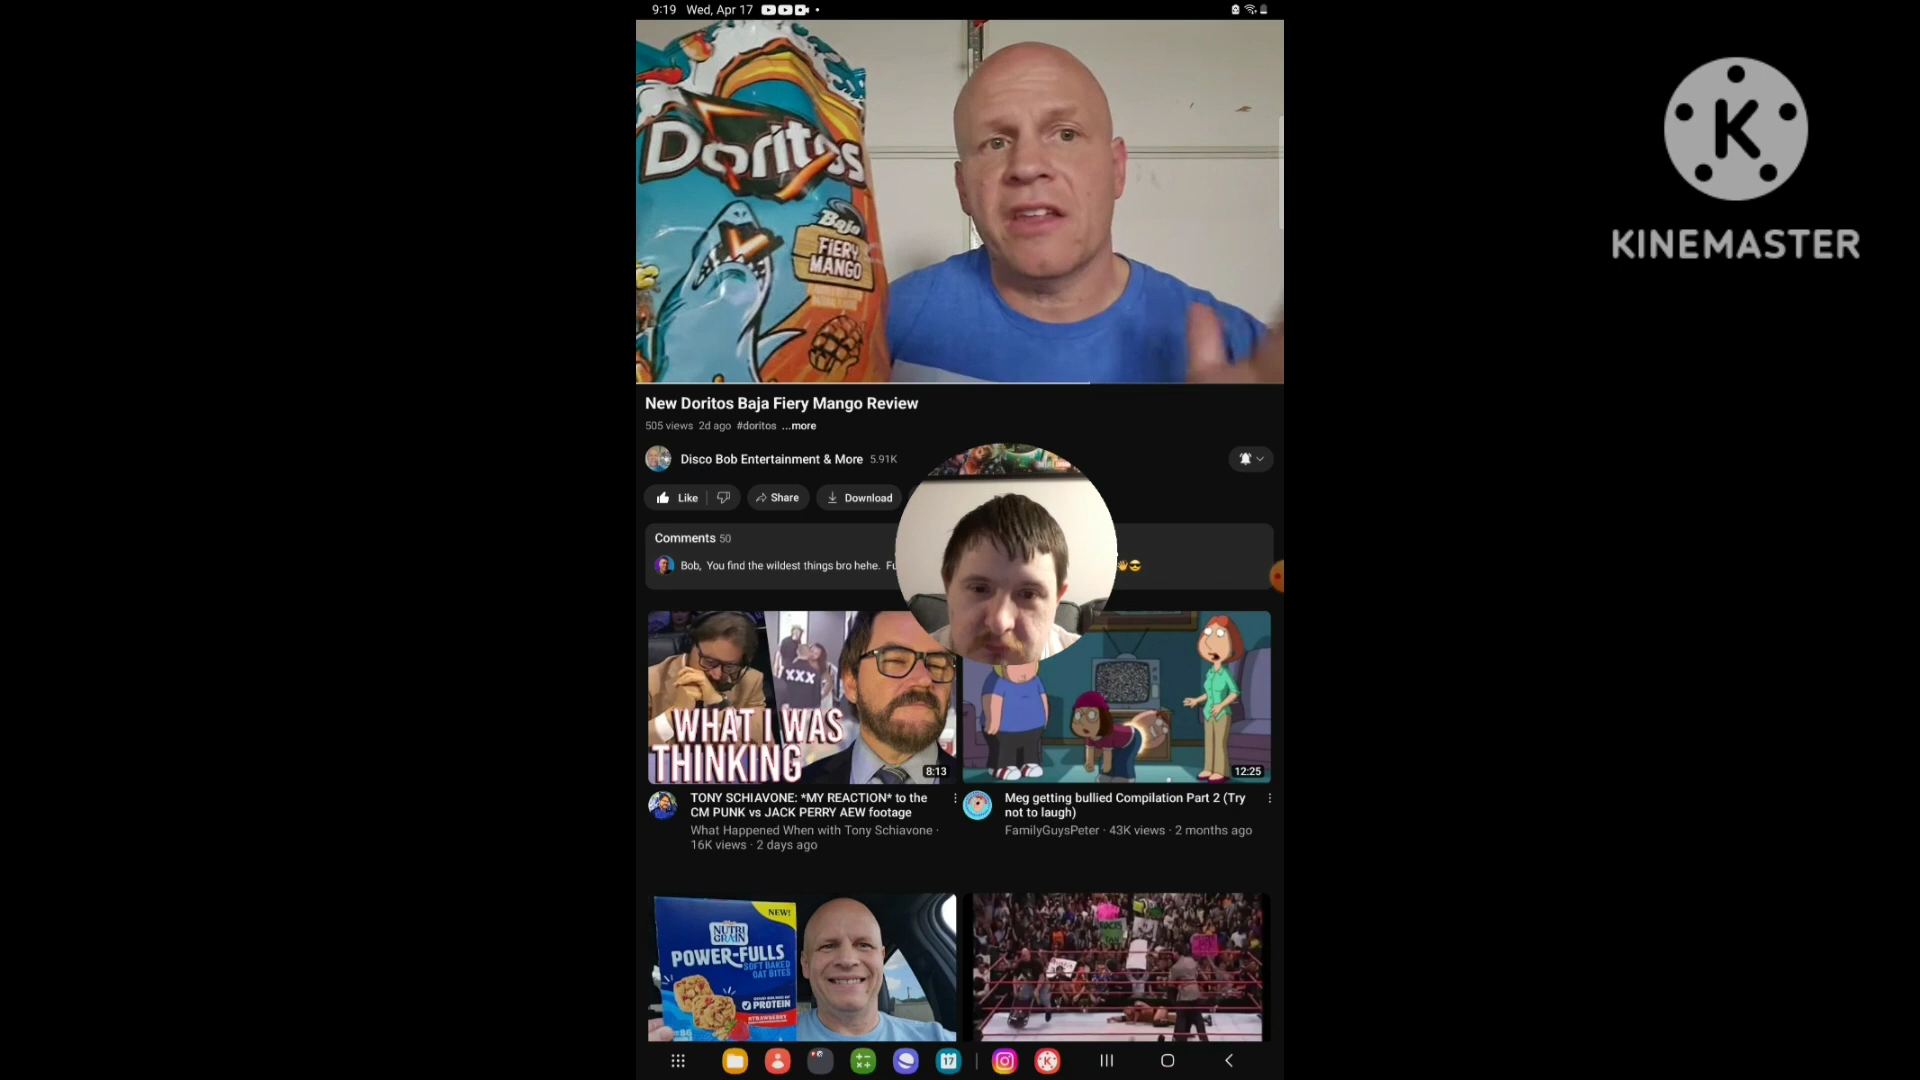 9:19 Wed, Apr 17
Doritos
Baja
FIERY
MANGO
K
KINEMASTER
New Doritos Baja Fiery Mango Review
505 views 2d ago #doritos ...more
Disco Bob Entertainment & More 5.91K
Like
Share
Download
Comments 50
Bob, You find the wildest things bro hehe. Fu
👋😎
XXX
WHAT I WAS
THINKING
8:13
12:25
TONY SCHIAVONE: *MY REACTION* to the
CM PUNK vs JACK PERRY AEW footage
What Happened When with Tony Schiavone ·
16K views · 2 days ago
Meg getting bullied Compilation Part 2 (Try
not to laugh)
FamilyGuysPeter · 43K views · 2 months ago
NEW!
NUTRI
GRAIN
POWER-FULLS
SOFT BAKED
OAT BITES
PROTEIN
STRAWBERRY
17
K